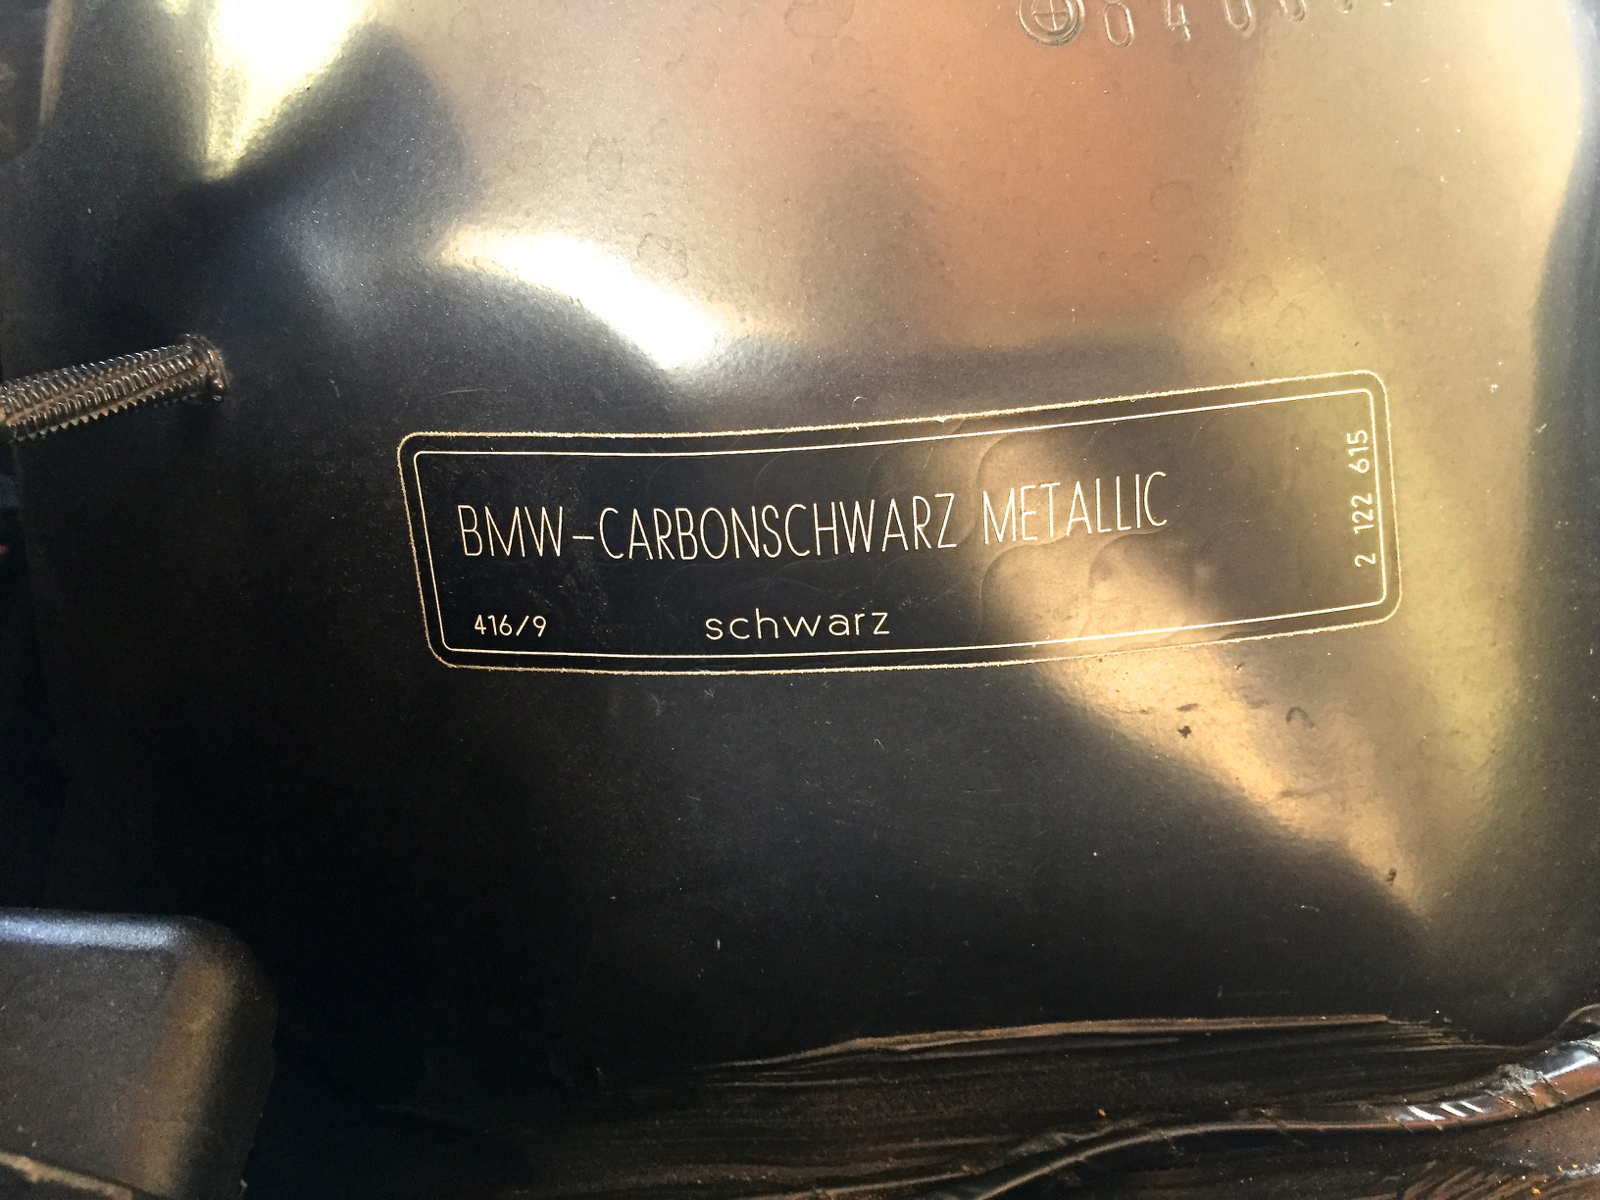 BMW-CARBONSCHWARZ METALLIC
416/9 schwarz
2 122 615